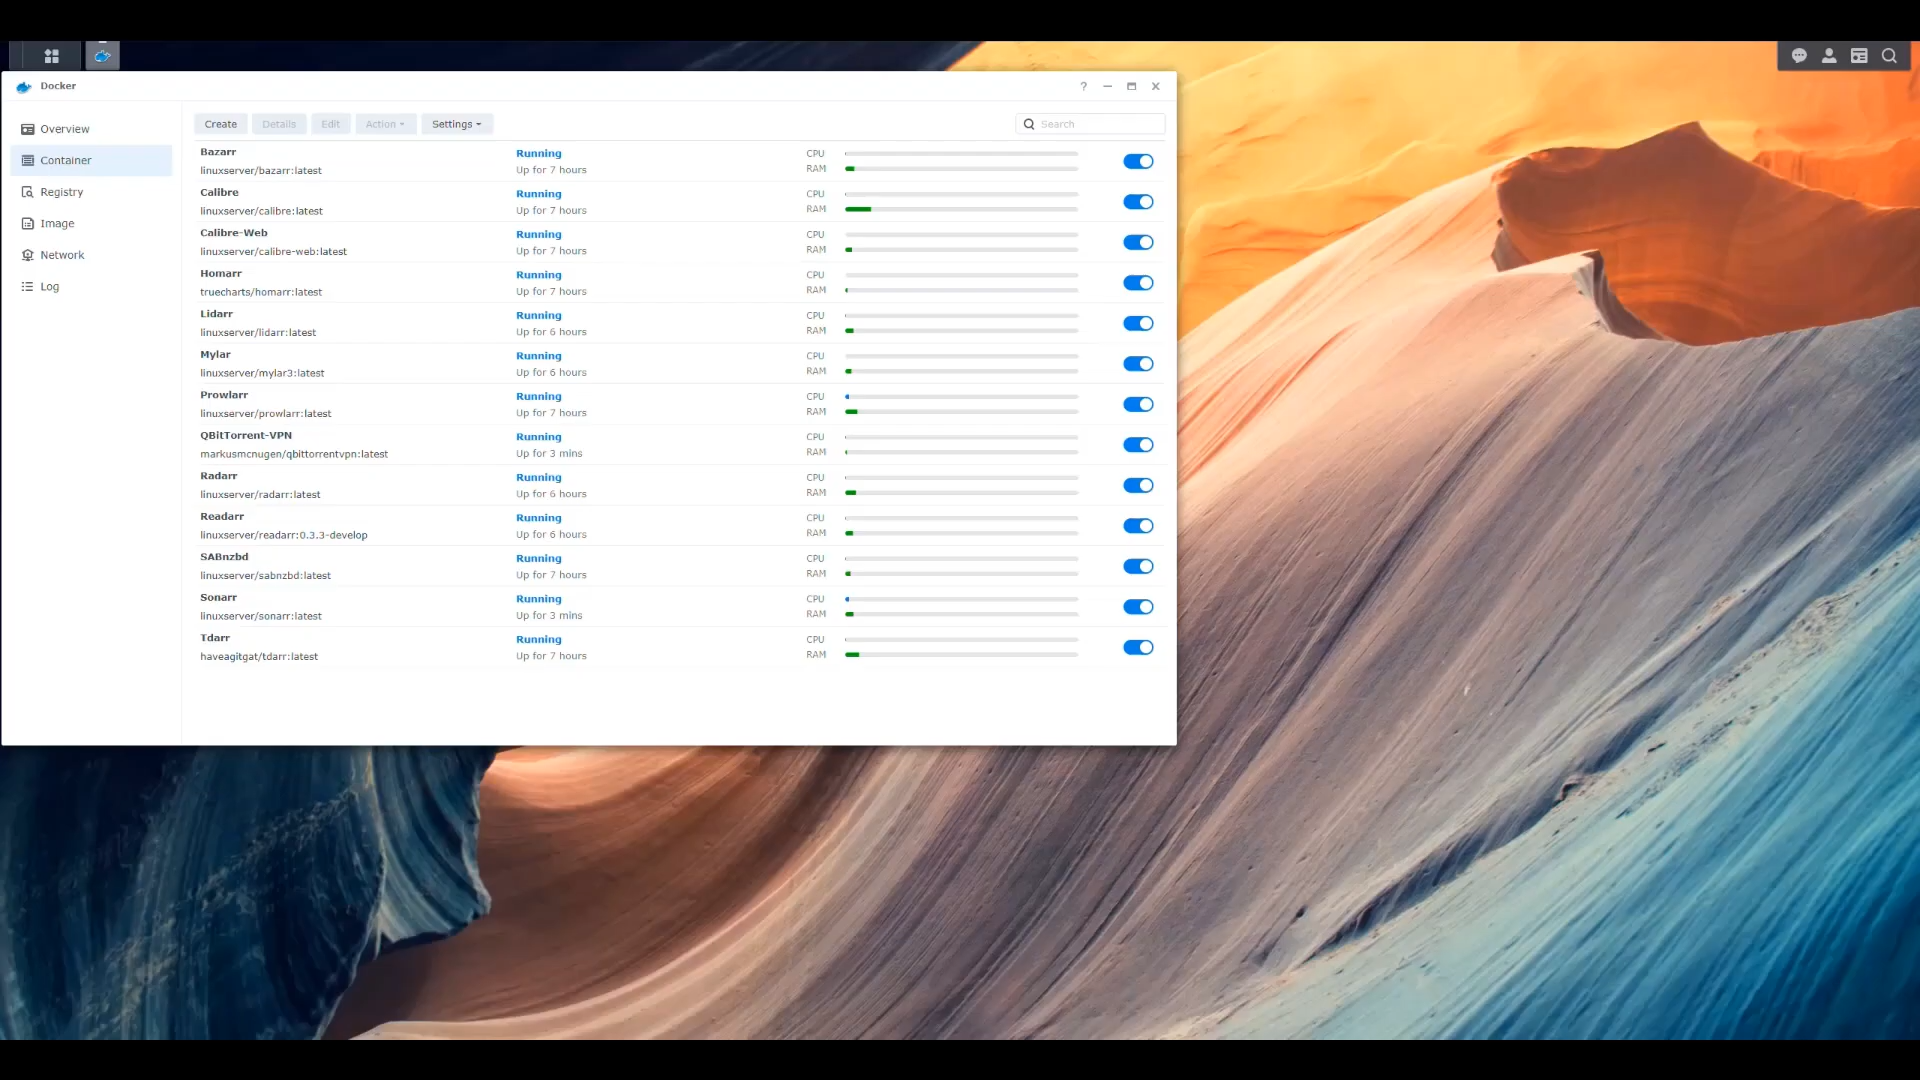 Docker
?
Overview
Container
Registry
Image
Network
Log
Create Details Edit Action Settings
Search
Bazarr
linuxserver/bazarr:latest
Running
Up for 7 hours
CPU
RAM
Calibre
linuxserver/calibre:latest
Running
Up for 7 hours
CPU
RAM
Calibre-Web
linuxserver/calibre-web:latest
Running
Up for 7 hours
CPU
RAM
Homarr
truecharts/homarr:latest
Running
Up for 7 hours
CPU
RAM
Lidarr
linuxserver/lidarr:latest
Running
Up for 6 hours
CPU
RAM
Mylar
linuxserver/mylar3:latest
Running
Up for 6 hours
CPU
RAM
Prowlarr
linuxserver/prowlarr:latest
Running
Up for 7 hours
CPU
RAM
QBitTorrent-VPN
markusmcnugen/qbittorrentvpn:latest
Running
Up for 3 mins
CPU
RAM
Radarr
linuxserver/radarr:latest
Running
Up for 6 hours
CPU
RAM
Readarr
linuxserver/readarr:0.3.3-develop
Running
Up for 6 hours
CPU
RAM
SABnzbd
linuxserver/sabnzbd:latest
Running
Up for 7 hours
CPU
RAM
Sonarr
linuxserver/sonarr:latest
Running
Up for 3 mins
CPU
RAM
Tdarr
haveagitgat/tdarr:latest
Running
Up for 7 hours
CPU
RAM